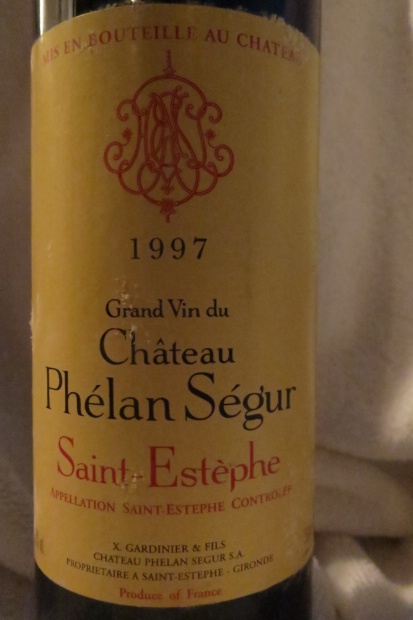 MIS EN BOUTEILLE AU CHATEAU
1997
Grand Vin du
Château
Phélan Ségur
Saint-Estèphe
APPELLATION SAINT-ESTEPHE CONTROLEE
X. GARDINIER & FILS
CHATEAU PHELAN SEGUR S.A.
PROPRIETAIRE A SAINT-ESTEPHE - GIRONDE
Produce of France